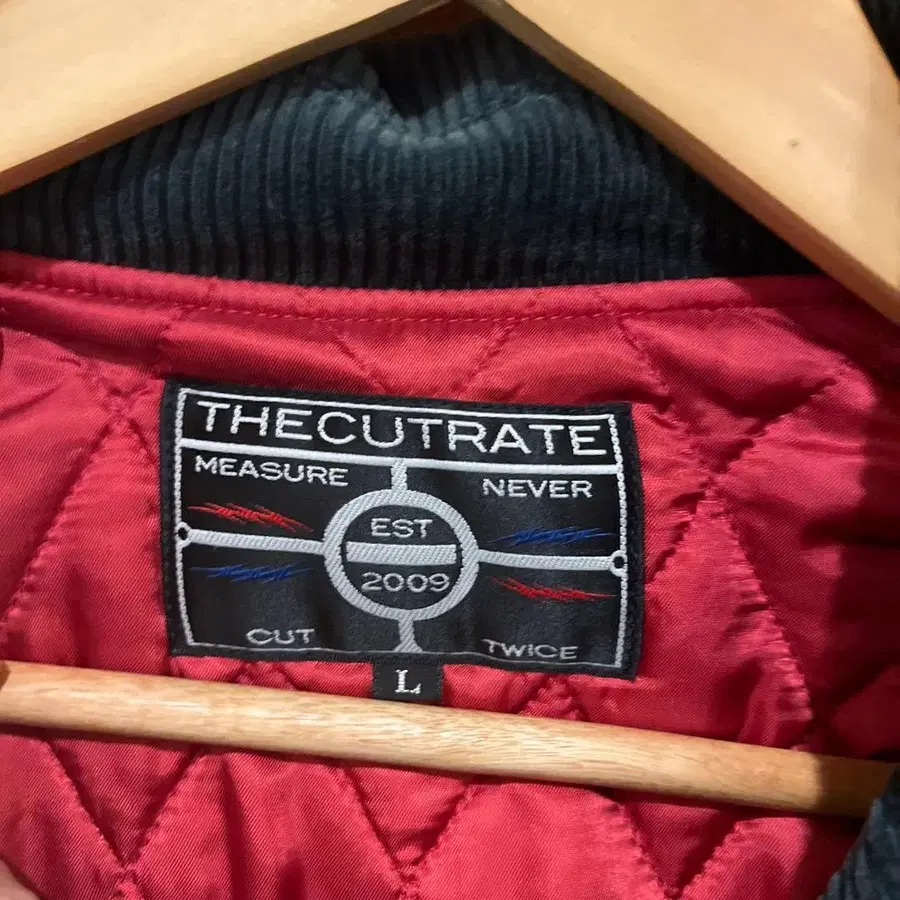 THECUTRATE
MEASURE NEVER
EST
2009
CUT TWICE
L